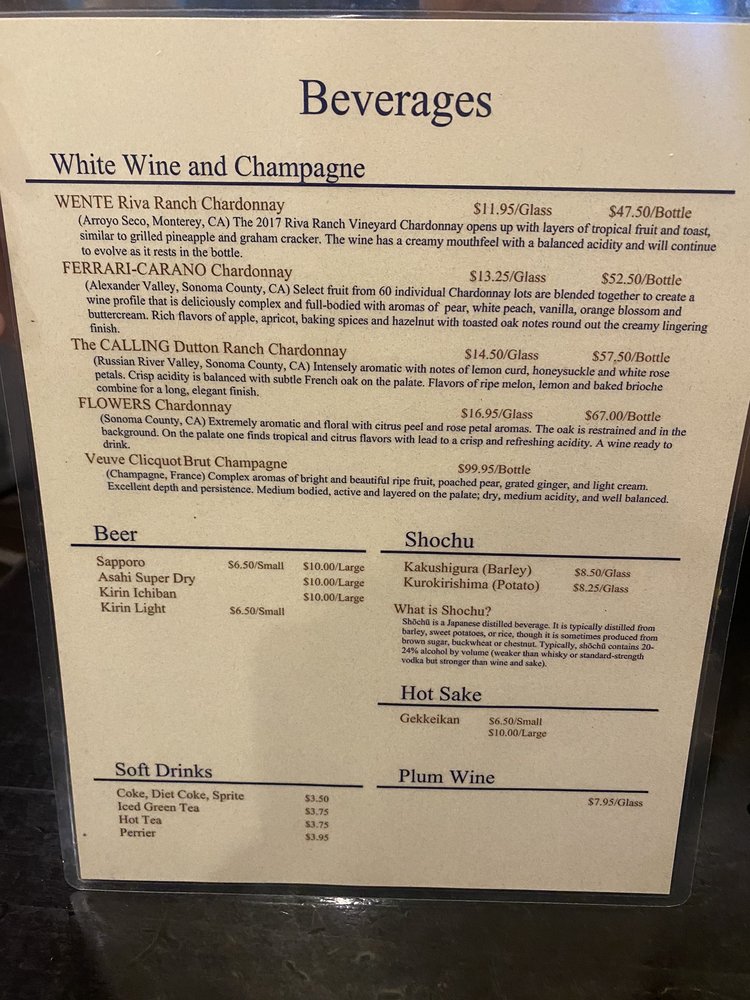 Beverages
White Wine and Champagne
WENTE Riva Ranch Chardonnay $11.95/Glass $47.50/Bottle
(Arroyo Seco, Monterey, CA) The 2017 Riva Ranch Vineyard Chardonnay opens up with layers of tropical fruit and toast,
similar to grilled pineapple and graham cracker. The wine has a creamy mouthfeel with a balanced acidity and will continue
to evolve as it rests in the bottle.
FERRARI-CARANO Chardonnay $13.25/Glass $52.50/Bottle
(Alexander Valley, Sonoma County, CA) Select fruit from 60 individual Chardonnay lots are blended together to create a
wine profile that is deliciously complex and full-bodied with aromas of pear, white peach, vanilla, orange blossom and
buttercream. Rich flavors of apple, apricot, baking spices and hazelnut with toasted oak notes round out the creamy lingering
finish.
The CALLING Dutton Ranch Chardonnay $14.50/Glass $57,50/Bottle
(Russian River Valley, Sonoma County, CA) Intensely aromatic with notes of lemon curd, honeysuckle and white rose
petals. Crisp acidity is balanced with subtle French oak on the palate. Flavors of ripe melon, lemon and baked brioche
combine for a long, elegant finish.
FLOWERS Chardonnay $16.95/Glass $67.00/Bottle
(Sonoma County, CA) Extremely aromatic and floral with citrus peel and rose petal aromas. The oak is restrained and in the
background. On the palate one finds tropical and citrus flavors with lead to a crisp and refreshing acidity. A wine ready to
drink.
Veuve Clicquot Brut Champagne $99.95/Bottle
(Champagne, France) Complex aromas of bright and beautiful ripe fruit, poached pear, grated ginger, and light cream.
Excellent depth and persistence. Medium bodied, active and layered on the palate; dry, medium acidity, and well balanced.
Beer
Sapporo $6.50/Small $10.00/Large
Asahi Super Dry $10.00/Large
Kirin Ichiban $10.00/Large
Kirin Light $6.50/Small
Shochu
Kakushigura (Barley) $8.50/Glass
Kurokirishima (Potato) $8.25/Glass
What is Shochu?
Shōchū is a Japanese distilled beverage. It is typically distilled from
barley, sweet potatoes, or rice, though it is sometimes produced from
brown sugar, buckwheat or chestnut. Typically, shōchū contains 20-
24% alcohol by volume (weaker than whisky or standard-strength
vodka but stronger than wine and sake).
Hot Sake
Gekkeikan $6.50/Small
$10.00/Large
Soft Drinks
Coke, Diet Coke, Sprite $3.50
Iced Green Tea $3.75
Hot Tea $3.75
Perrier $3.95
Plum Wine
$7.95/Glass